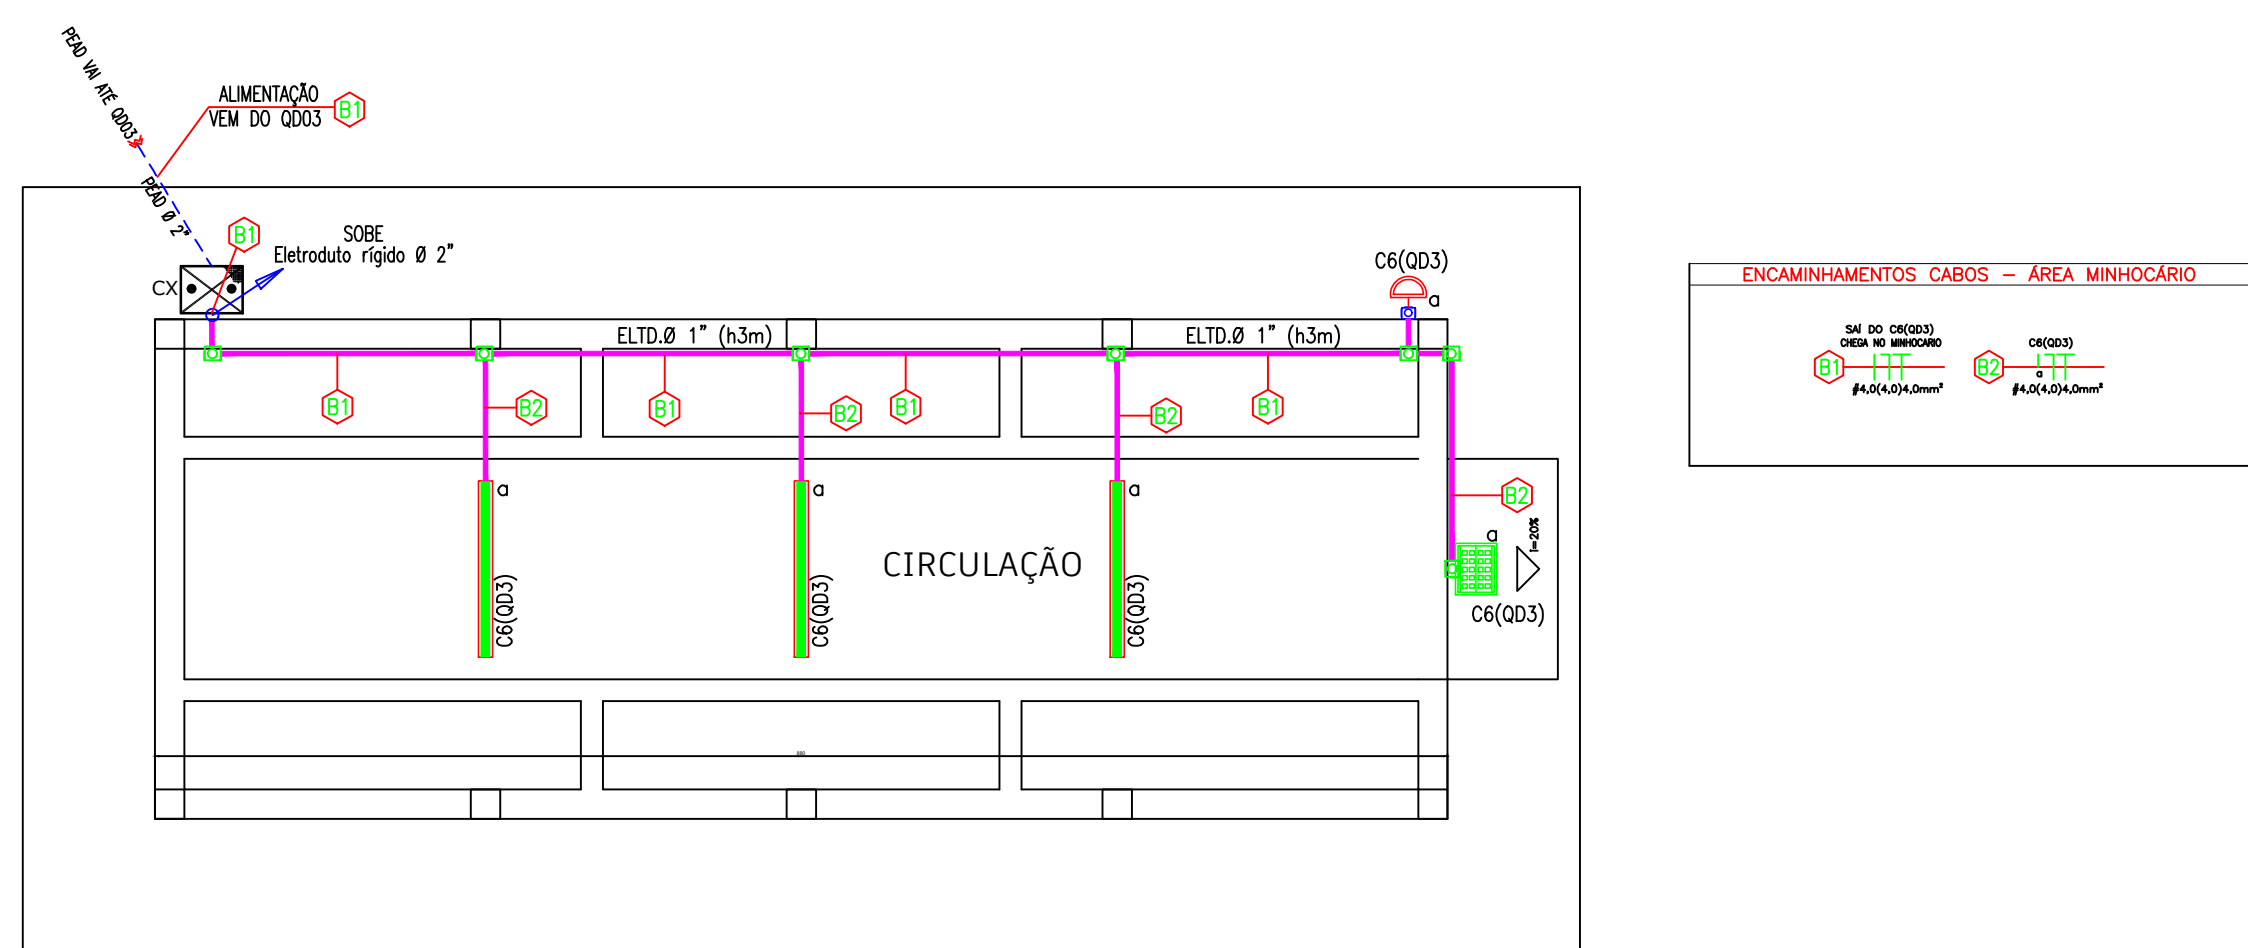 PEAD VAI ATÉ QD03
ALIMENTAÇÃO
VEM DO QD03
B1
PEAD Ø 2"
B1
SOBE
Eletroduto rígido Ø 2"
CX
C6(QD3)
a
ELTD.Ø 1" (h3m)
ELTD.Ø 1" (h3m)
B1
B2
B1
B2
B1
B2
B1
a
a
a
B2
i=20%
a
CIRCULAÇÃO
C6(QD3)
C6(QD3)
C6(QD3)
C6(QD3)
ENCAMINHAMENTOS CABOS - ÁREA MINHOCÁRIO
SAÍ DO C6(QD3)
CHEGA NO MINHOCARIO
B1
#4,0(4,0)4,0mm²
C6(QD3)
B2
a
#4,0(4,0)4,0mm²